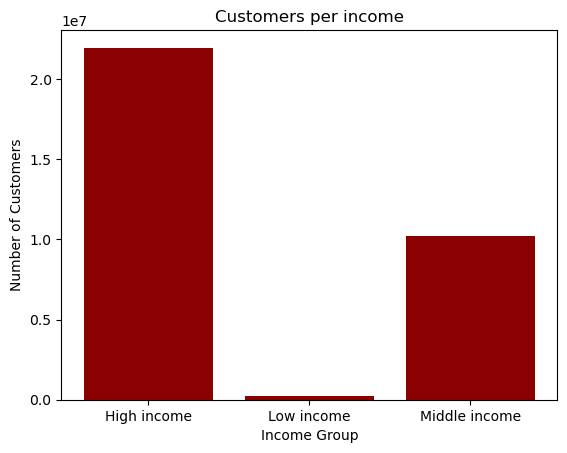 Customers per income
1e7
2.0
1.5
1.0
0.5
0.0
Number of Customers
High income
Low income
Middle income
Income Group